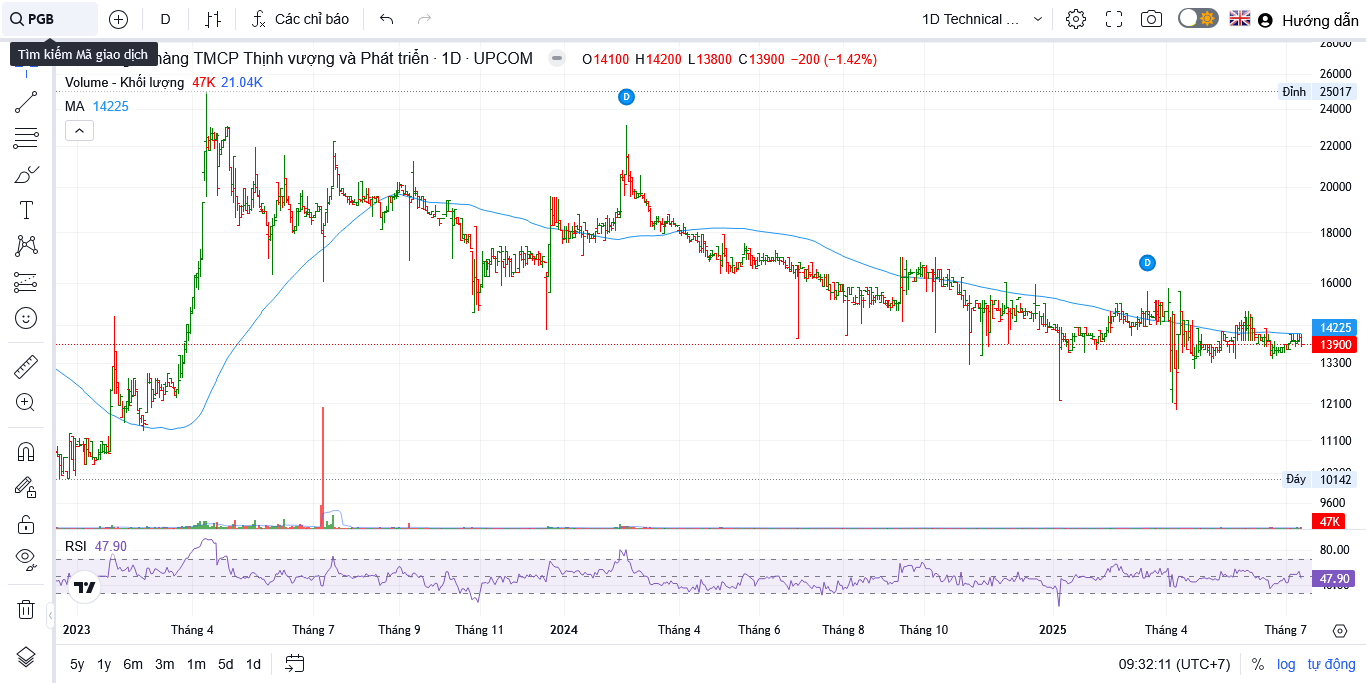 PGB
D
Các chỉ báo
1D Technical ...
Hướng dẫn
Tìm kiếm Mã giao dịch
hàng TMCP Thịnh vượng và Phát triển · 1D · UPCOM
O14100 H14200 L13800 C13900 −200 (−1.42%)
Volume - Khối lượng 47K 21.04K
MA 14225
D
D
28000
26000
Đỉnh 25017
24000
22000
20000
18000
16000
14225
13900
13300
12100
11100
Đáy 10142
9600
47K
RSI 47.90
80.00
47.90
2023 Tháng 4 Tháng 7 Tháng 9 Tháng 11 2024 Tháng 4 Tháng 6 Tháng 8 Tháng 10 2025 Tháng 4 Tháng 7
5y 1y 6m 3m 1m 5d 1d
09:32:11 (UTC+7) % log tự động